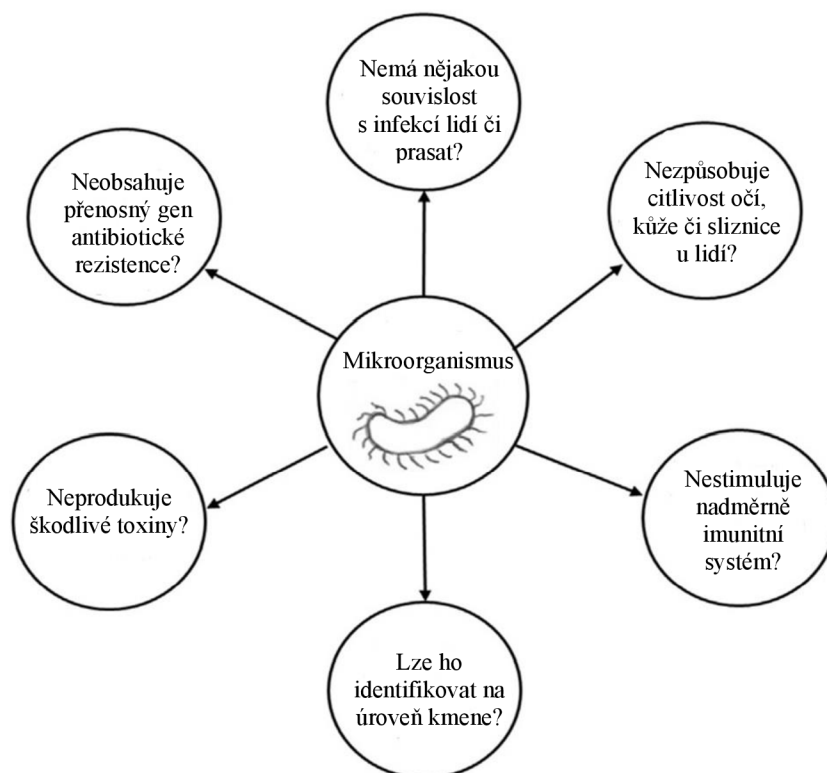 Nemá nějakou
souvislost
s infekcí lidí či
prasat?
Neobsahuje
přenosný gen
antibiotické
rezistence?
Nezpůsobuje
citlivost očí,
kůže či sliznice
u lidí?
Mikroorganismus
Neprodukuje
škodlivé toxiny?
Nestimuluje
nadměrně
imunitní
systém?
Lze ho
identifikovat na
úroveň kmene?